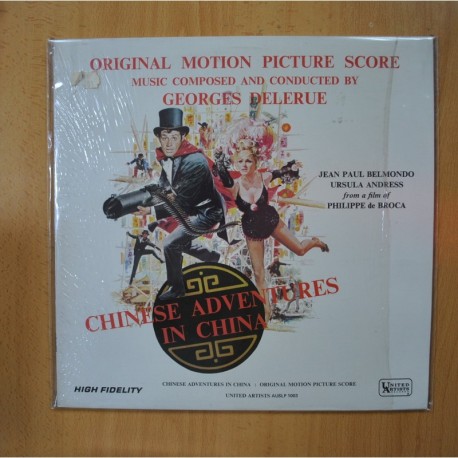 ORIGINAL MOTION PICTURE SCORE
MUSIC COMPOSED AND CONDUCTED BY
GEORGES DELERUE
JEAN PAUL BELMONDO
URSULA ANDRESS
from a film of
PHILIPPE de BROCA
CHINESE ADVENTURES
IN CHINA
CHINESE ADVENTURES IN CHINA : ORIGINAL MOTION PICTURE SCORE
HIGH FIDELITY
UNITED ARTISTS